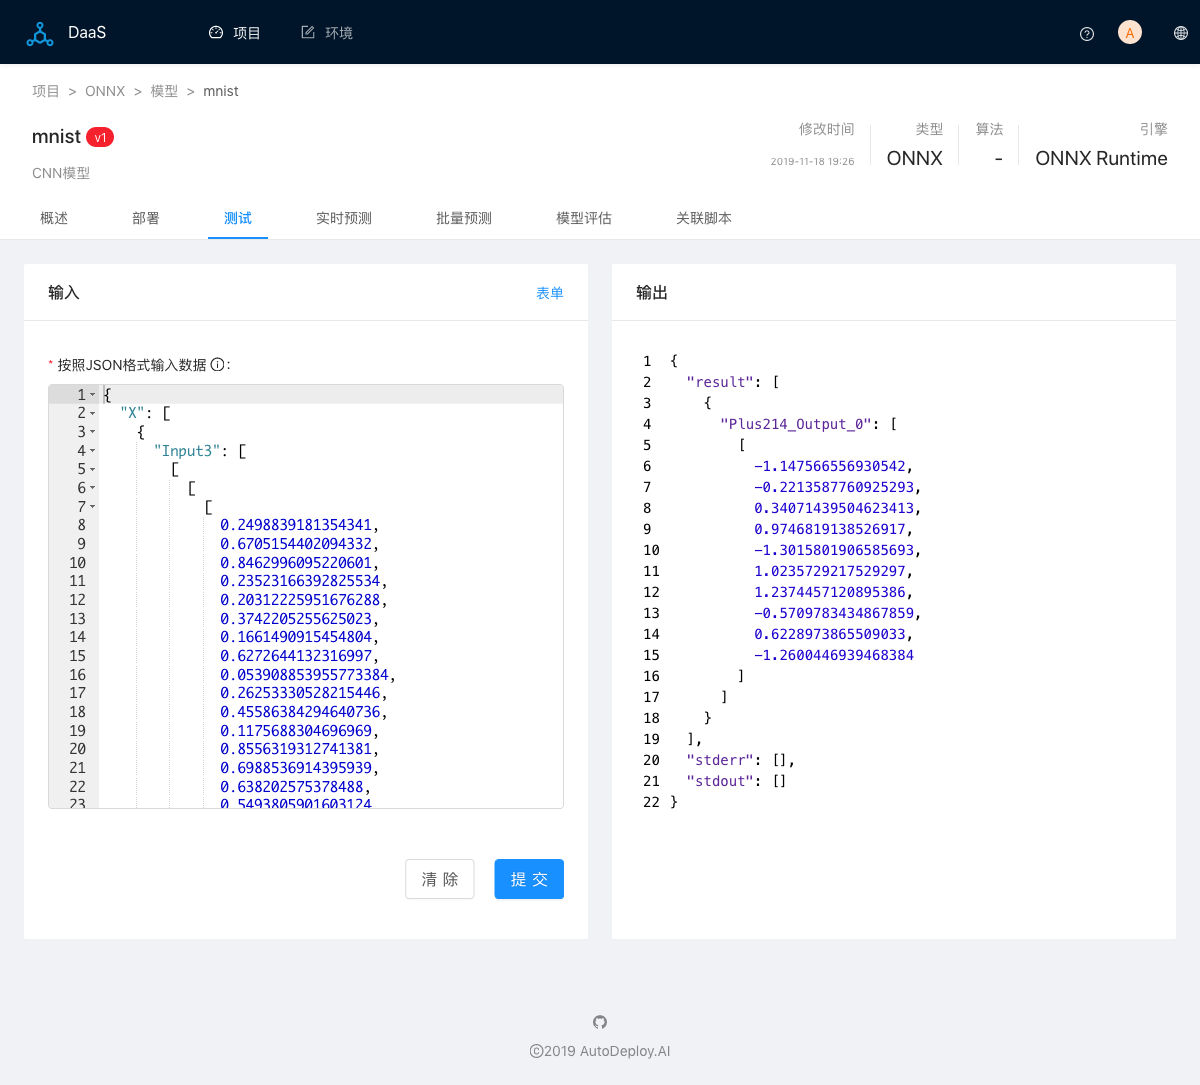 DaaS 项目 环境 A
项目 > ONNX > 模型 > mnist
mnist v1
CNN模型
修改时间 类型 算法 引擎
2019-11-18 19:26 ONNX - ONNX Runtime
概述 部署 测试 实时预测 批量预测 模型评估 关联脚本
输入 表单
* 按照JSON格式输入数据 :
1 {
2 "X": [
3 {
4 "Input3": [
5 [
6 [
7 [
8 0.2498839181354341,
9 0.6705154402094332,
10 0.8462996095220601,
11 0.23523166392825534,
12 0.20312225951676288,
13 0.3742205255625023,
14 0.1661490915454804,
15 0.6272644132316997,
16 0.053908853955773384,
17 0.26253330528215446,
18 0.45586384294640736,
19 0.1175688304696969,
20 0.8556319312741381,
21 0.6988536914395939,
22 0.638202575378488,
23 0.5493805901603124
清 除 提 交
输出
1 {
2 "result": [
3 {
4 "Plus214_Output_0": [
5 [
6 -1.147566556930542,
7 -0.2213587760925293,
8 0.34071439504623413,
9 0.9746819138526917,
10 -1.3015801906585693,
11 1.0235729217529297,
12 1.2374457120895386,
13 -0.5709783434867859,
14 0.6228973865509033,
15 -1.2600446939468384
16 ]
17 ]
18 }
19 ],
20 "stderr": [],
21 "stdout": []
22 }
©2019 AutoDeploy.AI